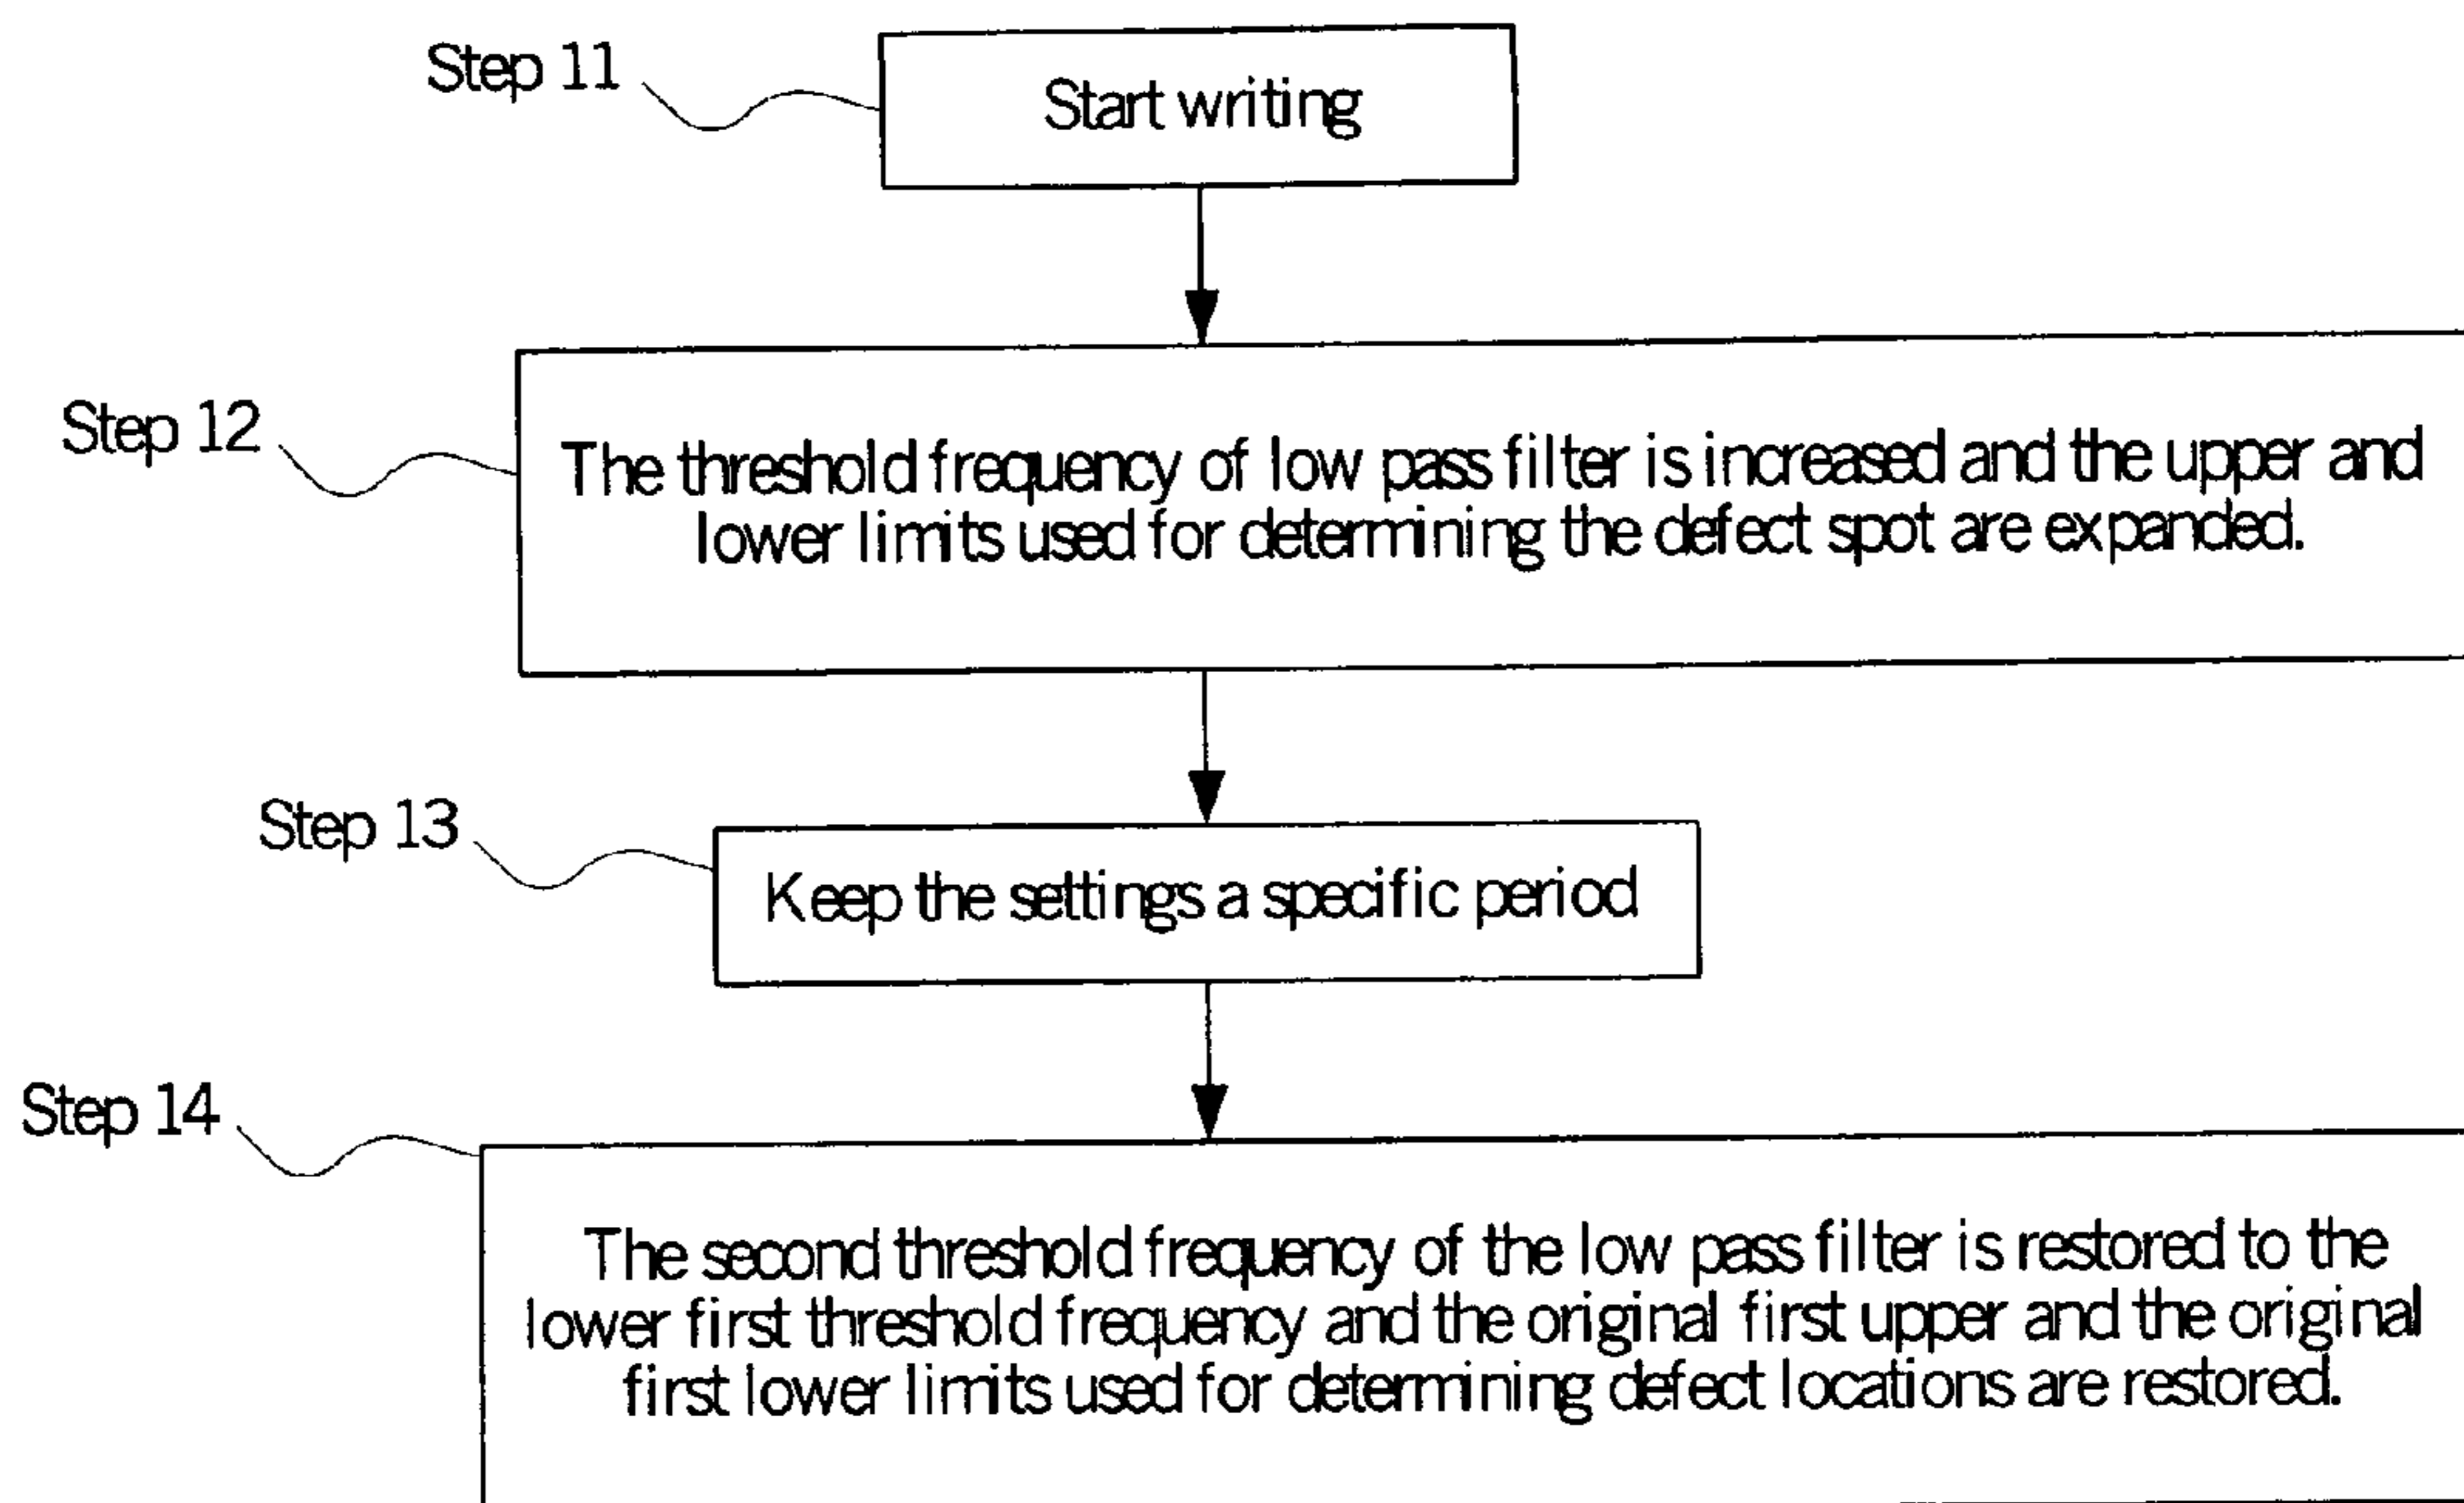 Step 11
Start writing
Step 12
The threshold frequency of low pass filter is increased and the upper and
lower limits used for determining the defect spot are expanded.
Step 13
Keep the settings a specific period
Step 14
The second threshold frequency of the low pass filter is restored to the
lower first threshold frequency and the original first upper and the original
first lower limits used for determining defect locations are restored.